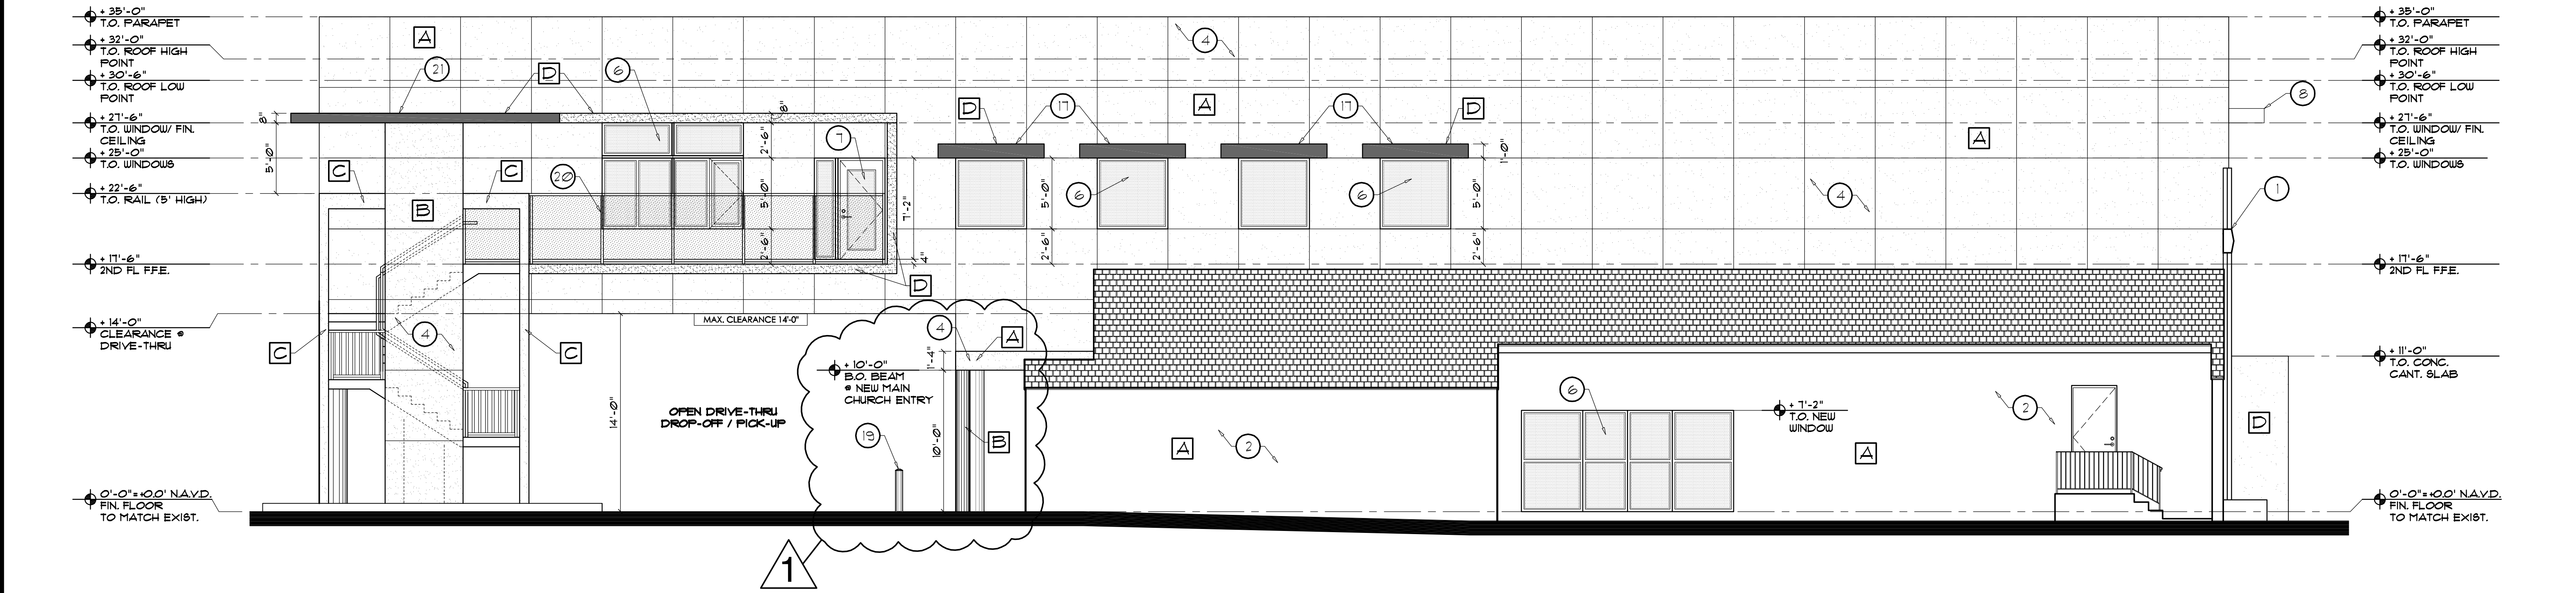 + 35'-0"
T.O. PARAPET
+ 32'-0"
T.O. ROOF HIGH
POINT
+ 30'-6"
T.O. ROOF LOW
POINT
+ 27'-6"
T.O. WINDOW/ FIN.
CEILING
+ 25'-0"
T.O. WINDOWS
+ 22'-6"
T.O. RAIL (5' HIGH)
+ 17'-6"
2ND FL F.F.E.
+ 14'-0"
CLEARANCE @
DRIVE-THRU
0'-0"=+0.0' N.A.V.D.
FIN. FLOOR
TO MATCH EXIST.
8"
5'-0"
A
21
D
6
8"
2'-6"
7
C
C
20
B
5'-0"
7'-2"
2'-6"
4"
D
C
4
C
MAX. CLEARANCE 14'-0"
14'-0"
OPEN DRIVE-THRU
DROP-OFF / PICK-UP
4
A
1'-4"
+ 10'-0"
B.O. BEAM
@ NEW MAIN
CHURCH ENTRY
19
10'-0"
B
1
4
D
17
A
17
D
1'-0"
5'-0"
6
6
5'-0"
2'-6"
2'-6"
A
4
8
1
A
2
6
+ 7'-2"
T.O. NEW
WINDOW
A
2
D
+ 35'-0"
T.O. PARAPET
+ 32'-0"
T.O. ROOF HIGH
POINT
+ 30'-6"
T.O. ROOF LOW
POINT
+ 27'-6"
T.O. WINDOW/ FIN.
CEILING
+ 25'-0"
T.O. WINDOWS
+ 17'-6"
2ND FL F.F.E.
+ 11'-0"
T.O. CONC.
CANT. SLAB
0'-0"=+0.0' N.A.V.D.
FIN. FLOOR
TO MATCH EXIST.